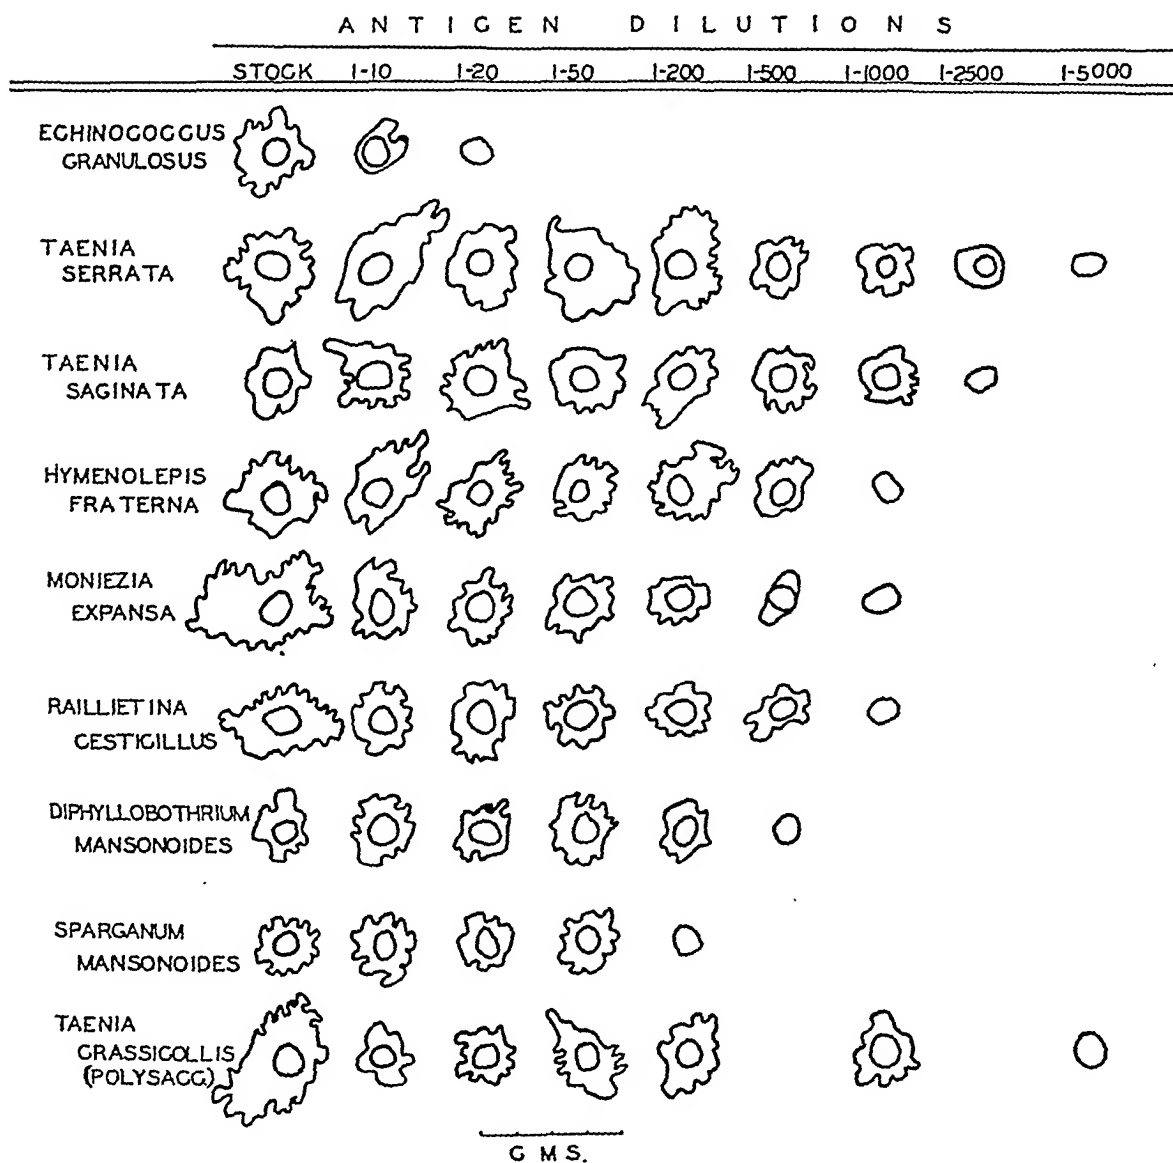 ANTIGEN DILUTIONS
STOCK 1-10 1-20 1-50 1-200 1-500 1-1000 1-2500 1-5000
ECHINOCOCCUS
GRANULOSUS
TAENIA
SERRATA
TAENIA
SAGINATA
HYMENOLEPIS
FRATERNA
MONIEZIA
EXPANSA
RAILLIETINA
CESTICILLUS
DIPHYLLOBOTHRIUM
MANSONOIDES
SPARGANUM
MANSONOIDES
TAENIA
CRASSICOLLIS
(POLYSACC.)
CMS.